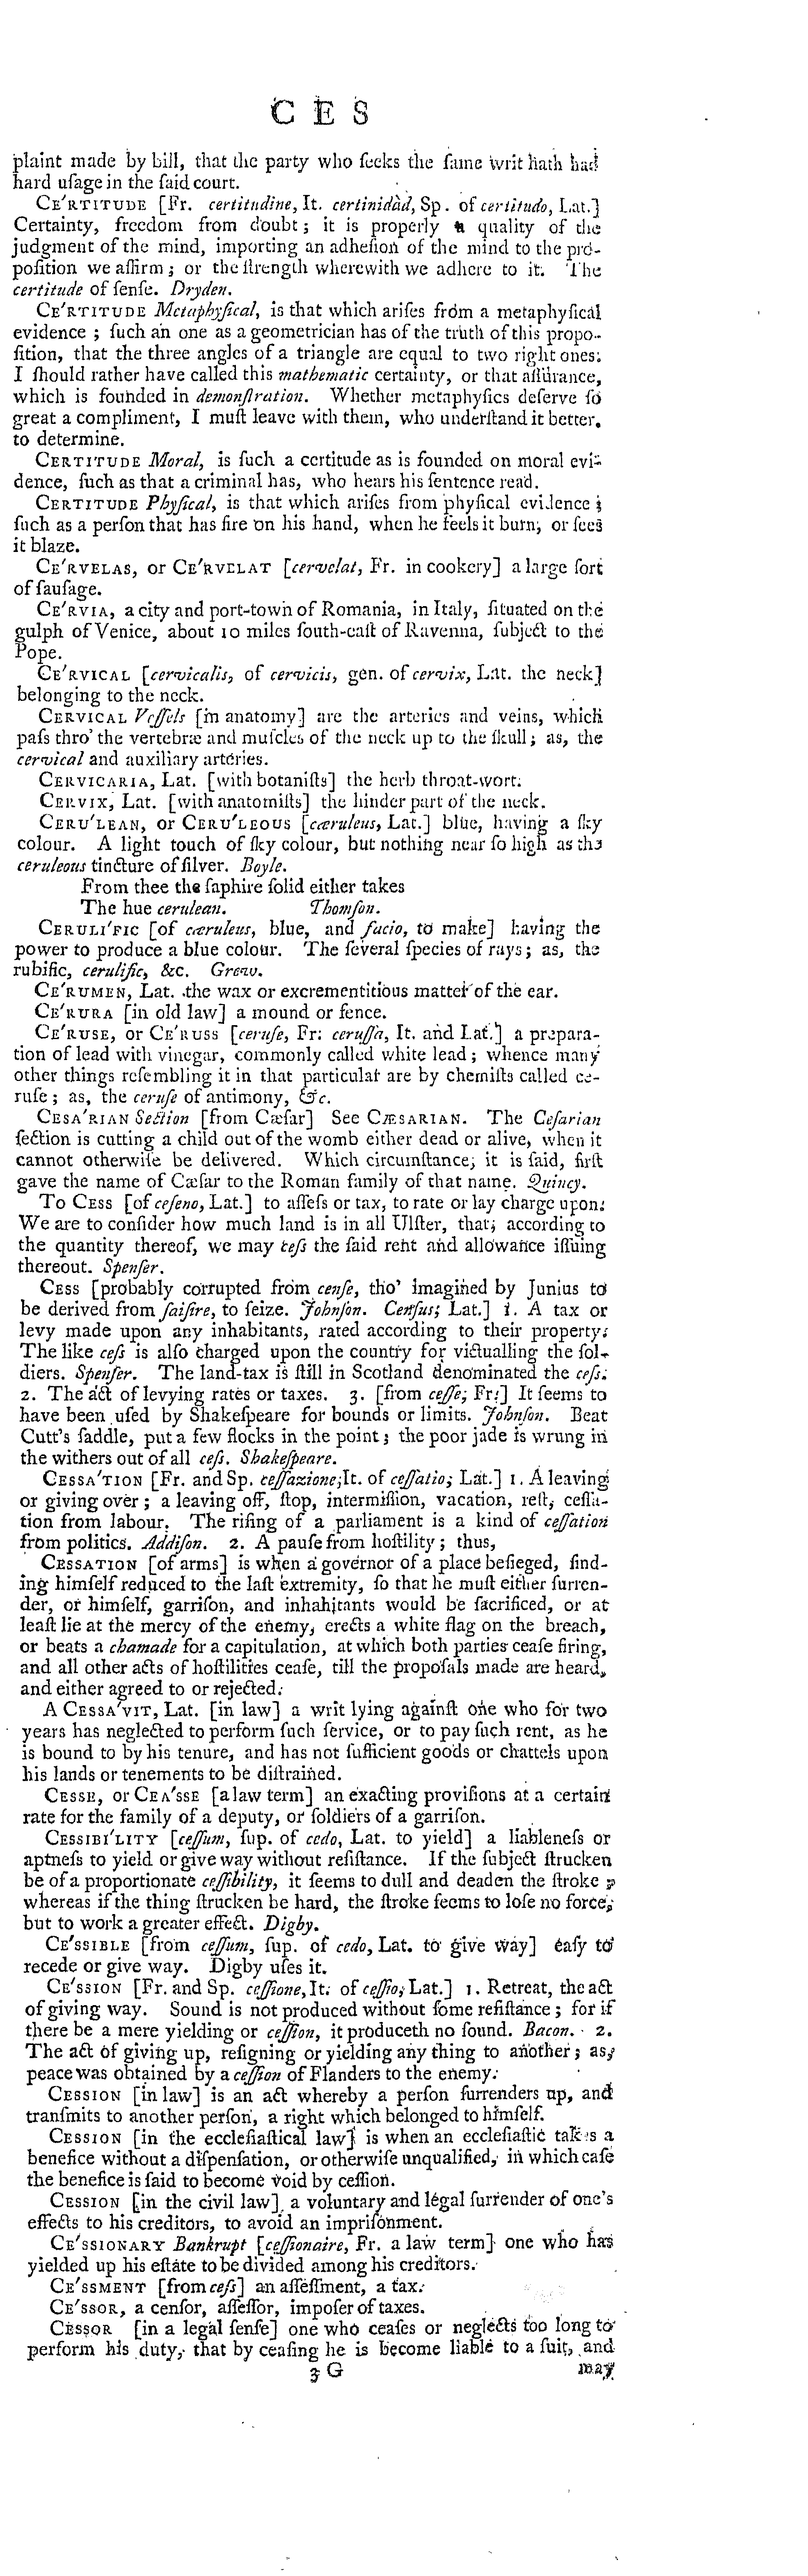 C E S
plaint made by bill, that the party who ſeeks the ſame writ hath had
hard uſage in the ſaid court.
CE'RTITUDE [Fr. certitudine, It. certinidàd, Sp. of certitudo, Lat.]
Certainty, freedom from doubt; it is properly a quality of the
judgment of the mind, importing an adheſion of the mind to the pro-
poſition we aſſirm; or the ſtrength wherewith we adhere to it. The
certitude of ſenſe. Dryden.
CE'RTITUDE Metaphyſical, is that which ariſes from a metaphyſical
evidence; ſuch an one as a geometrician has of the truth of this propo-
ſition, that the three angles of a triangle are equal to two right ones.
I ſhould rather have called this mathematic certainty, or that aſſurance,
which is founded in demonſtration. Whether metaphyſics deſerve ſo
great a compliment, I muſt leave with them, who underſtand it better,
to determine.
CERTITUDE Moral, is ſuch a certitude as is founded on moral evi-
dence, ſuch as that a criminal has, who hears his ſentence read.
CERTITUDE Phyſical, is that which ariſes from phyſical evidence;
ſuch as a perſon that has fire on his hand, when he feels it burn, or ſees
it blaze.
CE'RVELAS, or CE'RVELAT [cervelat, Fr. in cookery] a large ſort
of ſauſage.
CE'RVIA, a city and port-town of Romania, in Italy, ſituated on the
gulph of Venice, about 10 miles ſouth-eaſt of Ravenna, ſubject to the
Pope.
CE'RVICAL [cervicalis, of cervicis, gen. of cervix, Lat. the neck]
belonging to the neck.
CERVICAL Veſſels [in anatomy] are the arteries and veins, which
paſs thro' the vertebræ and muſcles of the neck up to the ſkull; as, the
cervical and auxiliary arteries.
CERVICARIA, Lat. [with botaniſts] the herb throat-wort.
CERVIX, Lat. [with anatomiſts] the hinder part of the neck.
CERU'LEAN, or CERU'LEOUS [cæruleus, Lat.] blue, having a ſky
colour. A light touch of ſky colour, but nothing near ſo high as the
ceruleous tincture of ſilver. Boyle.
From thee the ſaphire ſolid either takes
The hue cerulean. Thomſon.
CERULI'FIC [of cæruleus, blue, and facio, to make] having the
power to produce a blue colour. The ſeveral ſpecies of rays; as, the
rubific, cerulific, &c. Grew.
CE'RUMEN, Lat. the wax or excrementitious matter of the ear.
CE'RURA [in old law] a mound or fence.
CE'RUSE, or CE'RUSS [ceruſe, Fr. ceruſſa, It. and Lat.] a prepara-
tion of lead with vinegar, commonly called white lead; whence many
other things reſembling it in that particular are by chemiſts called ce-
ruſe; as, the ceruſe of antimony, &c.
CESA'RIAN Section [from Cæſar] See CÆSARIAN. The Ceſarian
ſection is cutting a child out of the womb either dead or alive, when it
cannot otherwiſe be delivered. Which circumſtance, it is ſaid, firſt
gave the name of Cæſar to the Roman family of that name. Quincy.
To CESS [of ceſeno, Lat.] to aſſeſs or tax, to rate or lay charge upon.
We are to conſider how much land is in all Ulſter, that, according to
the quantity thereof, we may ceſs the ſaid rent and allowance iſſuing
thereout. Spenſer.
CESS [probably corrupted from cenſe, tho' imagined by Junius to
be derived from ſaiſire, to ſeize. Johnſon. Cenſus, Lat.] 1. A tax or
levy made upon any inhabitants, rated according to their property.
The like ceſs is alſo charged upon the country for victualling the ſol-
diers. Spenſer. The land-tax is ſtill in Scotland denominated the ceſs.
2. The act of levying rates or taxes. 3. [from ceſſe, Fr.] It ſeems to
have been uſed by Shakeſpeare for bounds or limits. Johnſon. Beat
Cutt's ſaddle, put a few flocks in the point; the poor jade is wrung in
the withers out of all ceſs. Shakeſpeare.
CESSA'TION [Fr. and Sp. ceſſazione, It. of ceſſatio, Lat.] 1. A leaving
or giving over; a leaving off, ſtop, intermiſſion, vacation, reſt, ceſſa-
tion from labour. The riſing of a parliament is a kind of ceſſation
from politics. Addiſon. 2. A pauſe from hoſtility; thus,
CESSATION [of arms] is when a governor of a place beſieged, find-
ing himſelf reduced to the laſt extremity, ſo that he muſt either ſurren-
der, or himſelf, garriſon, and inhabitants would be ſacrificed, or at
leaſt lie at the mercy of the enemy, erects a white flag on the breach,
or beats a chamade for a capitulation, at which both parties ceaſe firing,
and all other acts of hoſtilities ceaſe, till the propoſals made are heard,
and either agreed to or rejected.
A CESSA'VIT, Lat. [in law] a writ lying againſt one who for two
years has neglected to perform ſuch ſervice, or to pay ſuch rent, as he
is bound to by his tenure, and has not ſufficient goods or chattels upon
his lands or tenements to be diſtrained.
CESSE, or CEA'SSE [a law term] an exacting proviſions at a certain
rate for the family of a deputy, or ſoldiers of a garriſon.
CESSIBI'LITY [ceſſum, ſup. of cedo, Lat. to yield] a liableneſs or
aptneſs to yield or give way without reſiſtance. If the ſubject ſtrucken
be of a proportionate ceſſibility, it ſeems to dull and deaden the ſtroke;
whereas if the thing ſtrucken be hard, the ſtroke ſeems to loſe no force,
but to work a greater effect. Digby.
CE'SSIBLE [from ceſſum, ſup. of cedo, Lat. to give way] eaſy to
recede or give way. Digby uſes it.
CE'SSION [Fr. and Sp. ceſſione, It. of ceſſio, Lat.] 1. Retreat, the act
of giving way. Sound is not produced without ſome reſiſtance; for if
there be a mere yielding or ceſſion, it produceth no ſound. Bacon. 2.
The act of giving up, reſigning or yielding any thing to another; as,
peace was obtained by a ceſſion of Flanders to the enemy.
CESSION [in law] is an act whereby a perſon ſurrenders up, and
tranſmits to another perſon, a right which belonged to himſelf.
CESSION [in the eccleſiaſtical law] is when an eccleſiaſtic takes a
benefice without a diſpenſation, or otherwiſe unqualified, in which caſe
the benefice is ſaid to become void by ceſſion.
CESSION [in the civil law] a voluntary and legal ſurrender of one's
effects to his creditors, to avoid an impriſonment.
CE'SSIONARY Bankrupt [ceſſionaire, Fr. a law term] one who has
yielded up his eſtate to be divided among his creditors.
CE'SSMENT [from ceſs] an aſſeſſment, a tax.
CE'SSOR, a cenſor, aſſeſſor, impoſer of taxes.
CESSOR [in a legal ſenſe] one who ceaſes or neglects too long to
perform his duty, that by ceaſing he is become liable to a ſuit, and
3 G may